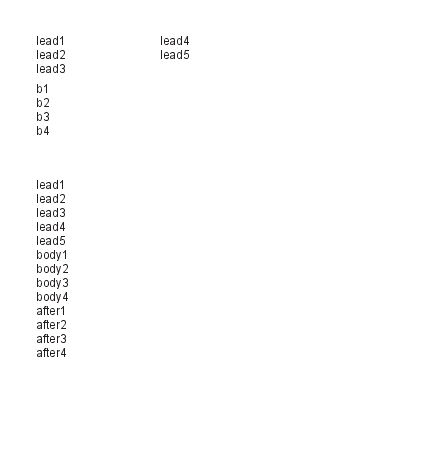 lead1
lead2
lead3
lead4
lead5
b1
b2
b3
b4
lead1
lead2
lead3
lead4
lead5
body1
body2
body3
body4
after1
after2
after3
after4